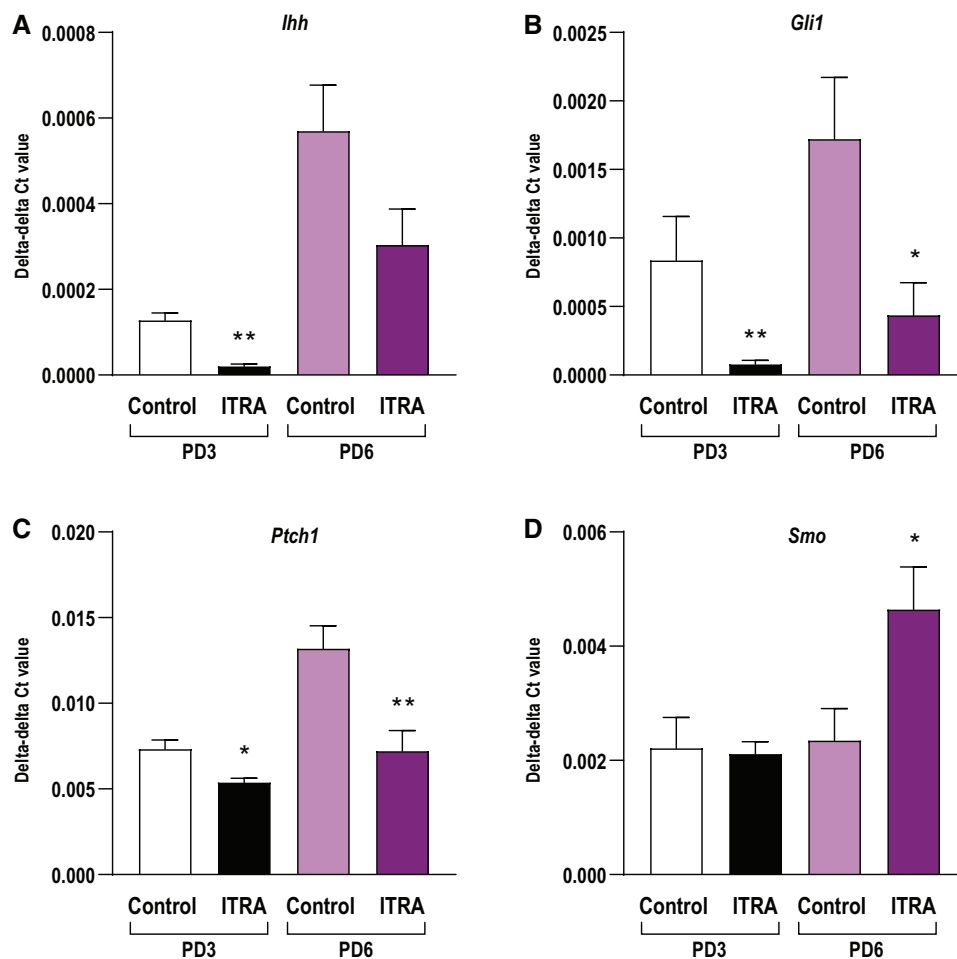 A
Ihh
Delta-delta Ct value
0.0008
0.0006
0.0004
0.0002
0.0000
**
Control ITRA Control ITRA
PD3 PD6
B
Gli1
Delta-delta Ct value
0.0025
0.0020
0.0015
0.0010
0.0005
0.0000
**
*
Control ITRA Control ITRA
PD3 PD6
C
Ptch1
Delta-delta Ct value
0.020
0.015
0.010
0.005
0.000
*
**
Control ITRA Control ITRA
PD3 PD6
D
Smo
Delta-delta Ct value
0.006
0.004
0.002
0.000
*
Control ITRA Control ITRA
PD3 PD6